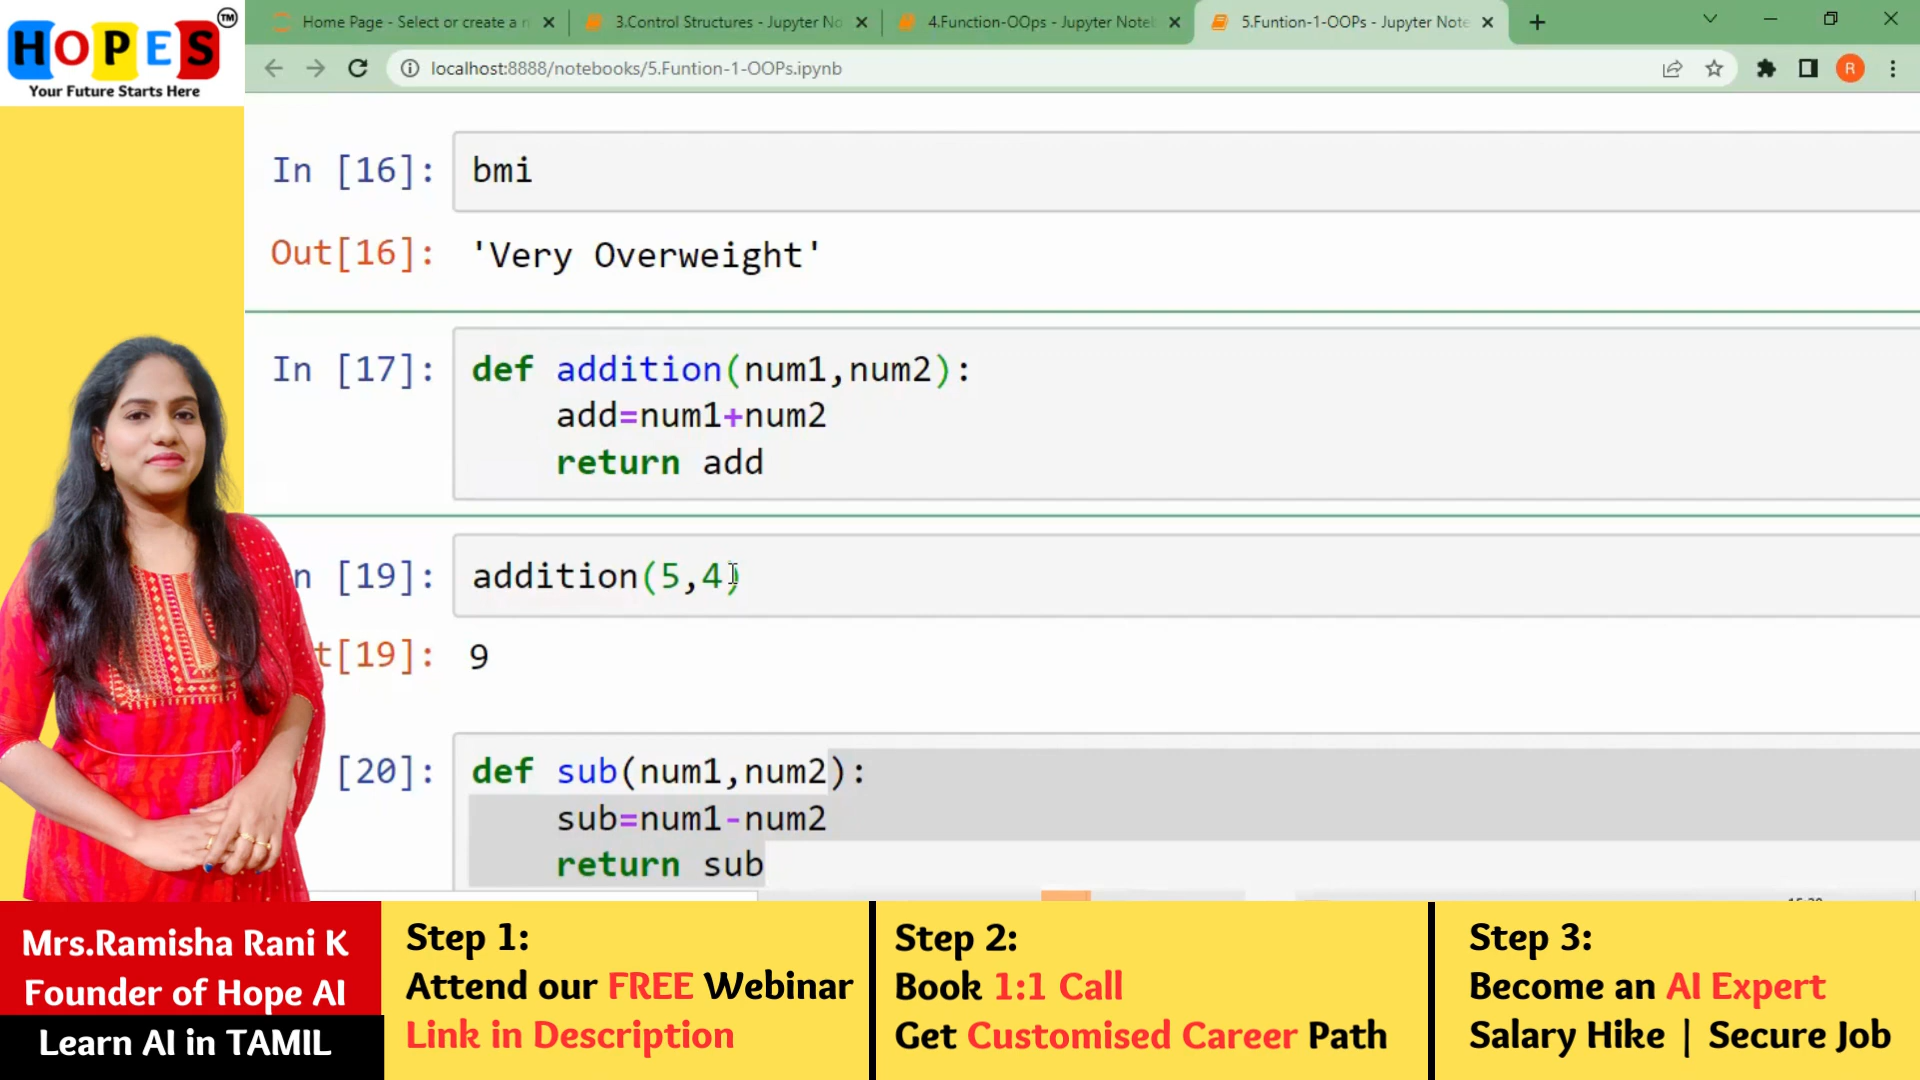 HOPES
TM
Your Future Starts Here
Home Page - Select or create a n
3.Control Structures - Jupyter No
4.Function-OOps - Jupyter Noteb
5.Funtion-1-OOPs - Jupyter Note
localhost:8888/notebooks/5.Funtion-1-OOPs.ipynb
R
In [16]: bmi
Out[16]: 'Very Overweight'
In [17]: def addition(num1,num2):
add=num1+num2
return add
n [19]: addition(5,4)
t[19]: 9
[20]: def sub(num1,num2):
sub=num1-num2
return sub
Mrs.Ramisha Rani K
Founder of Hope AI
Learn AI in TAMIL
Step 1:
Attend our FREE Webinar
Link in Description
Step 2:
Book 1:1 Call
Get Customised Career Path
Step 3:
Become an AI Expert
Salary Hike | Secure Job